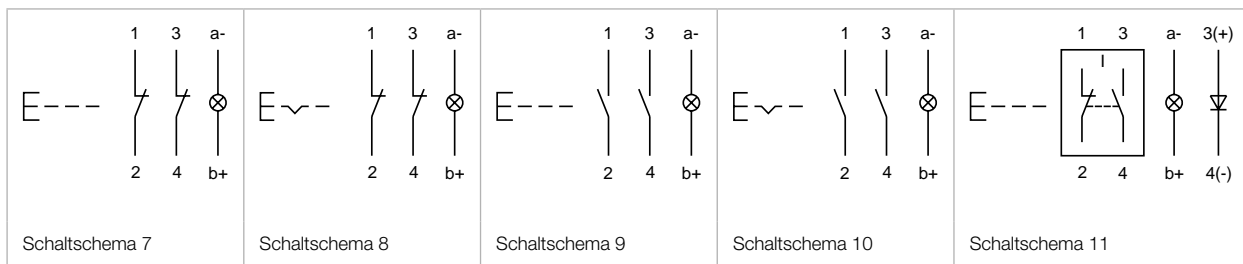 1 3 a-
2 4 b+
Schaltschema 7
1 3 a-
2 4 b+
Schaltschema 8
1 3 a-
2 4 b+
Schaltschema 9
1 3 a-
2 4 b+
Schaltschema 10
1 3 a- 3(+)
2 4 b+ 4(-)
Schaltschema 11